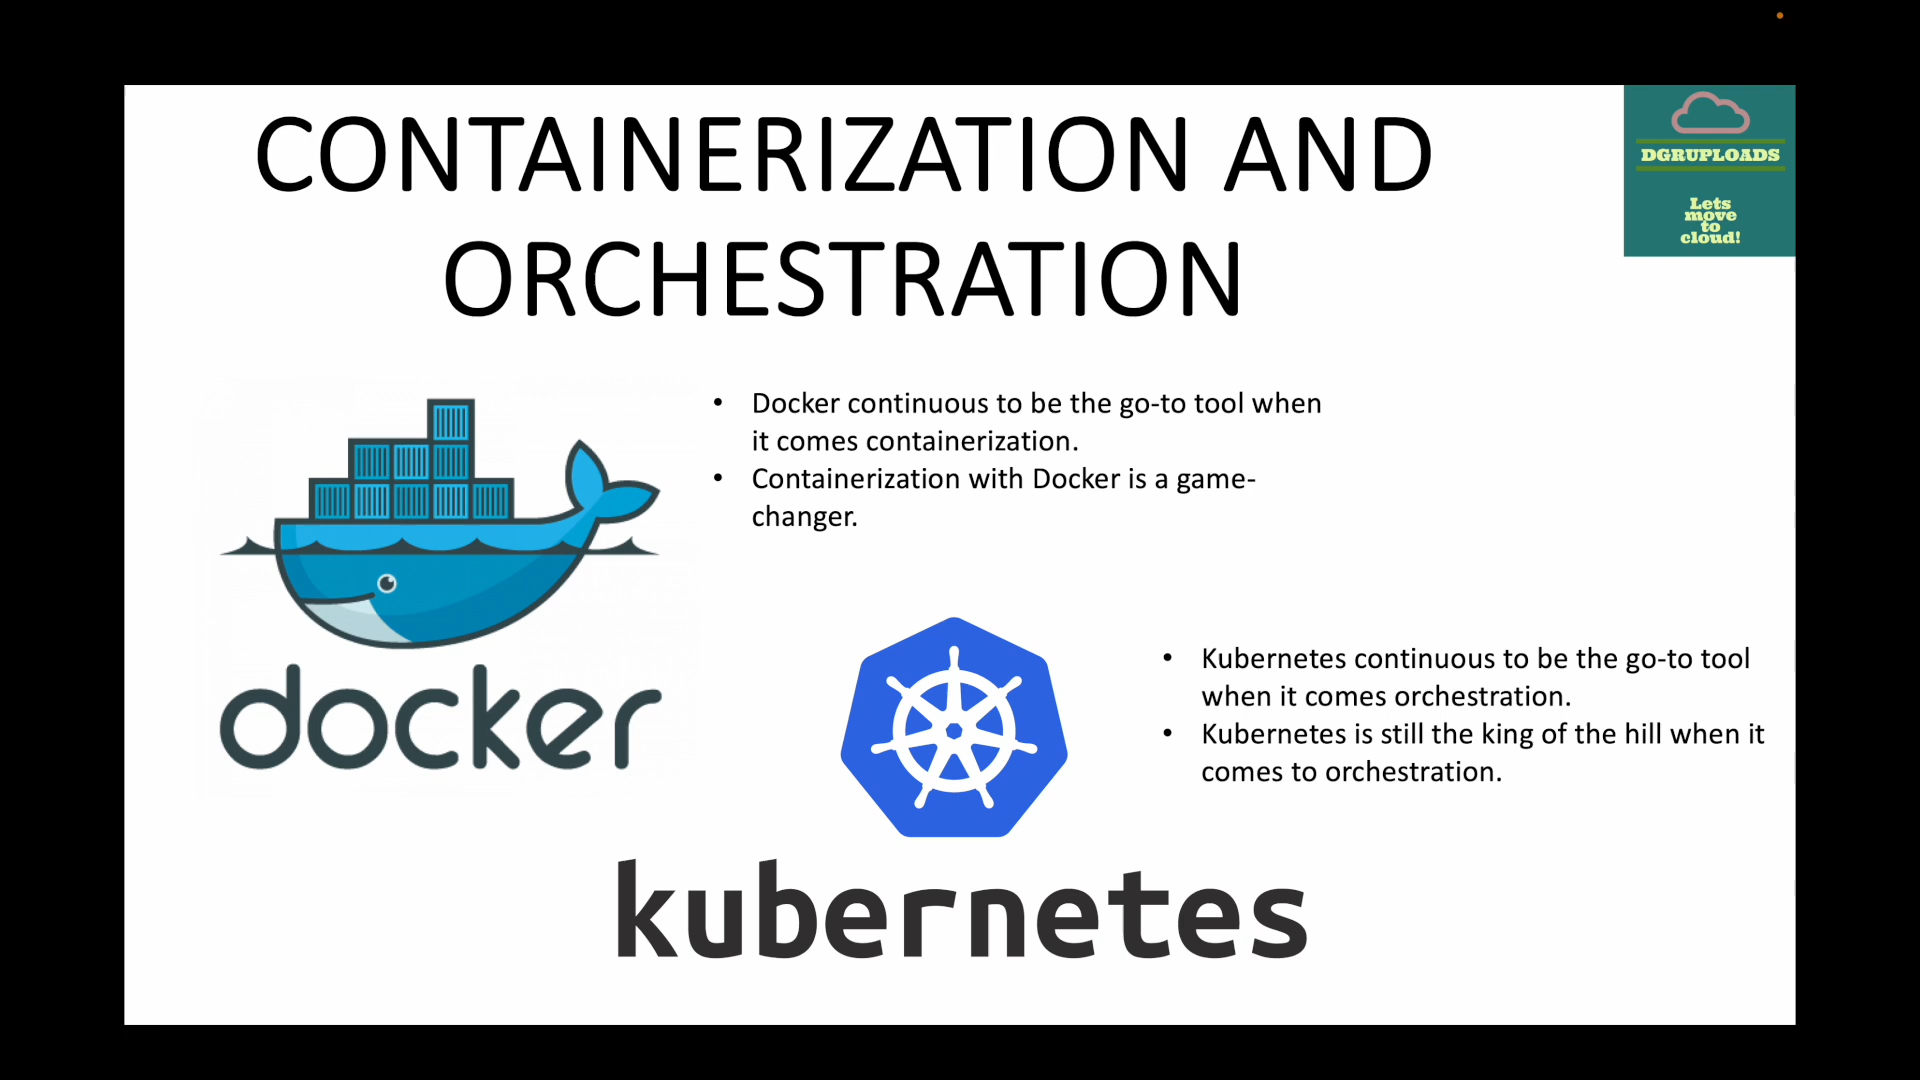 CONTAINERIZATION AND
ORCHESTRATION
DGRUPLOADS
Lets
move
to
cloud!
• Docker continuous to be the go-to tool when
it comes containerization.
• Containerization with Docker is a game-
changer.
docker
• Kubernetes continuous to be the go-to tool
when it comes orchestration.
• Kubernetes is still the king of the hill when it
comes to orchestration.
kubernetes